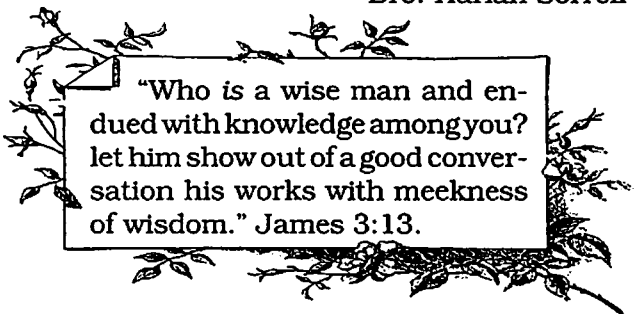 “Who is a wise man and en-
dued with knowledge among you?
let him show out of a good conver-
sation his works with meekness
of wisdom.” James 3:13.